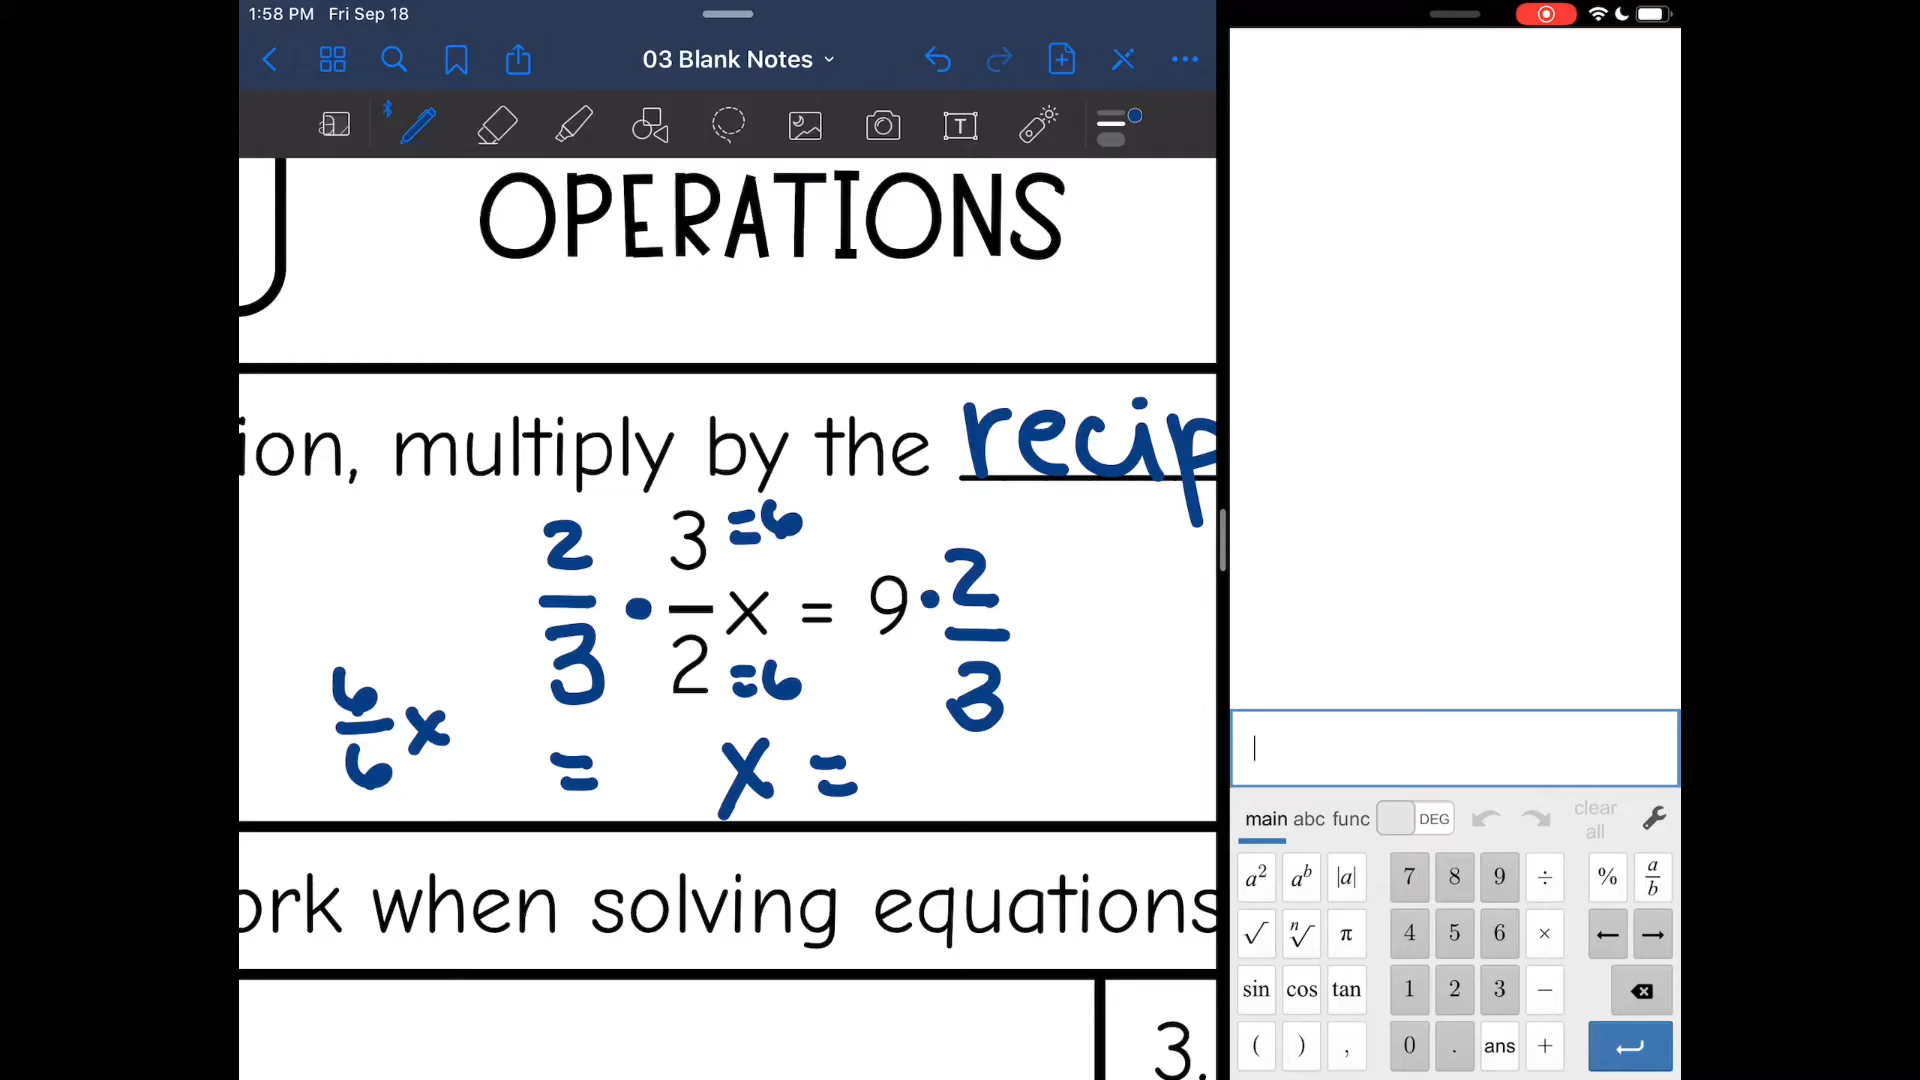 1:58 PM Fri Sep 18
03 Blank Notes
T
OPERATIONS
ion, multiply by the recip
2/3 · 3/2 x = 9 · 2/3
=6
=6
6/6 x
= x =
ork when solving equations
3.
main abc func DEG clear all
a² aᵇ |a| 7 8 9 ÷ % a/b
√ ⁿ√ π 4 5 6 × ← →
sin cos tan 1 2 3 −
( ) , 0 . ans +